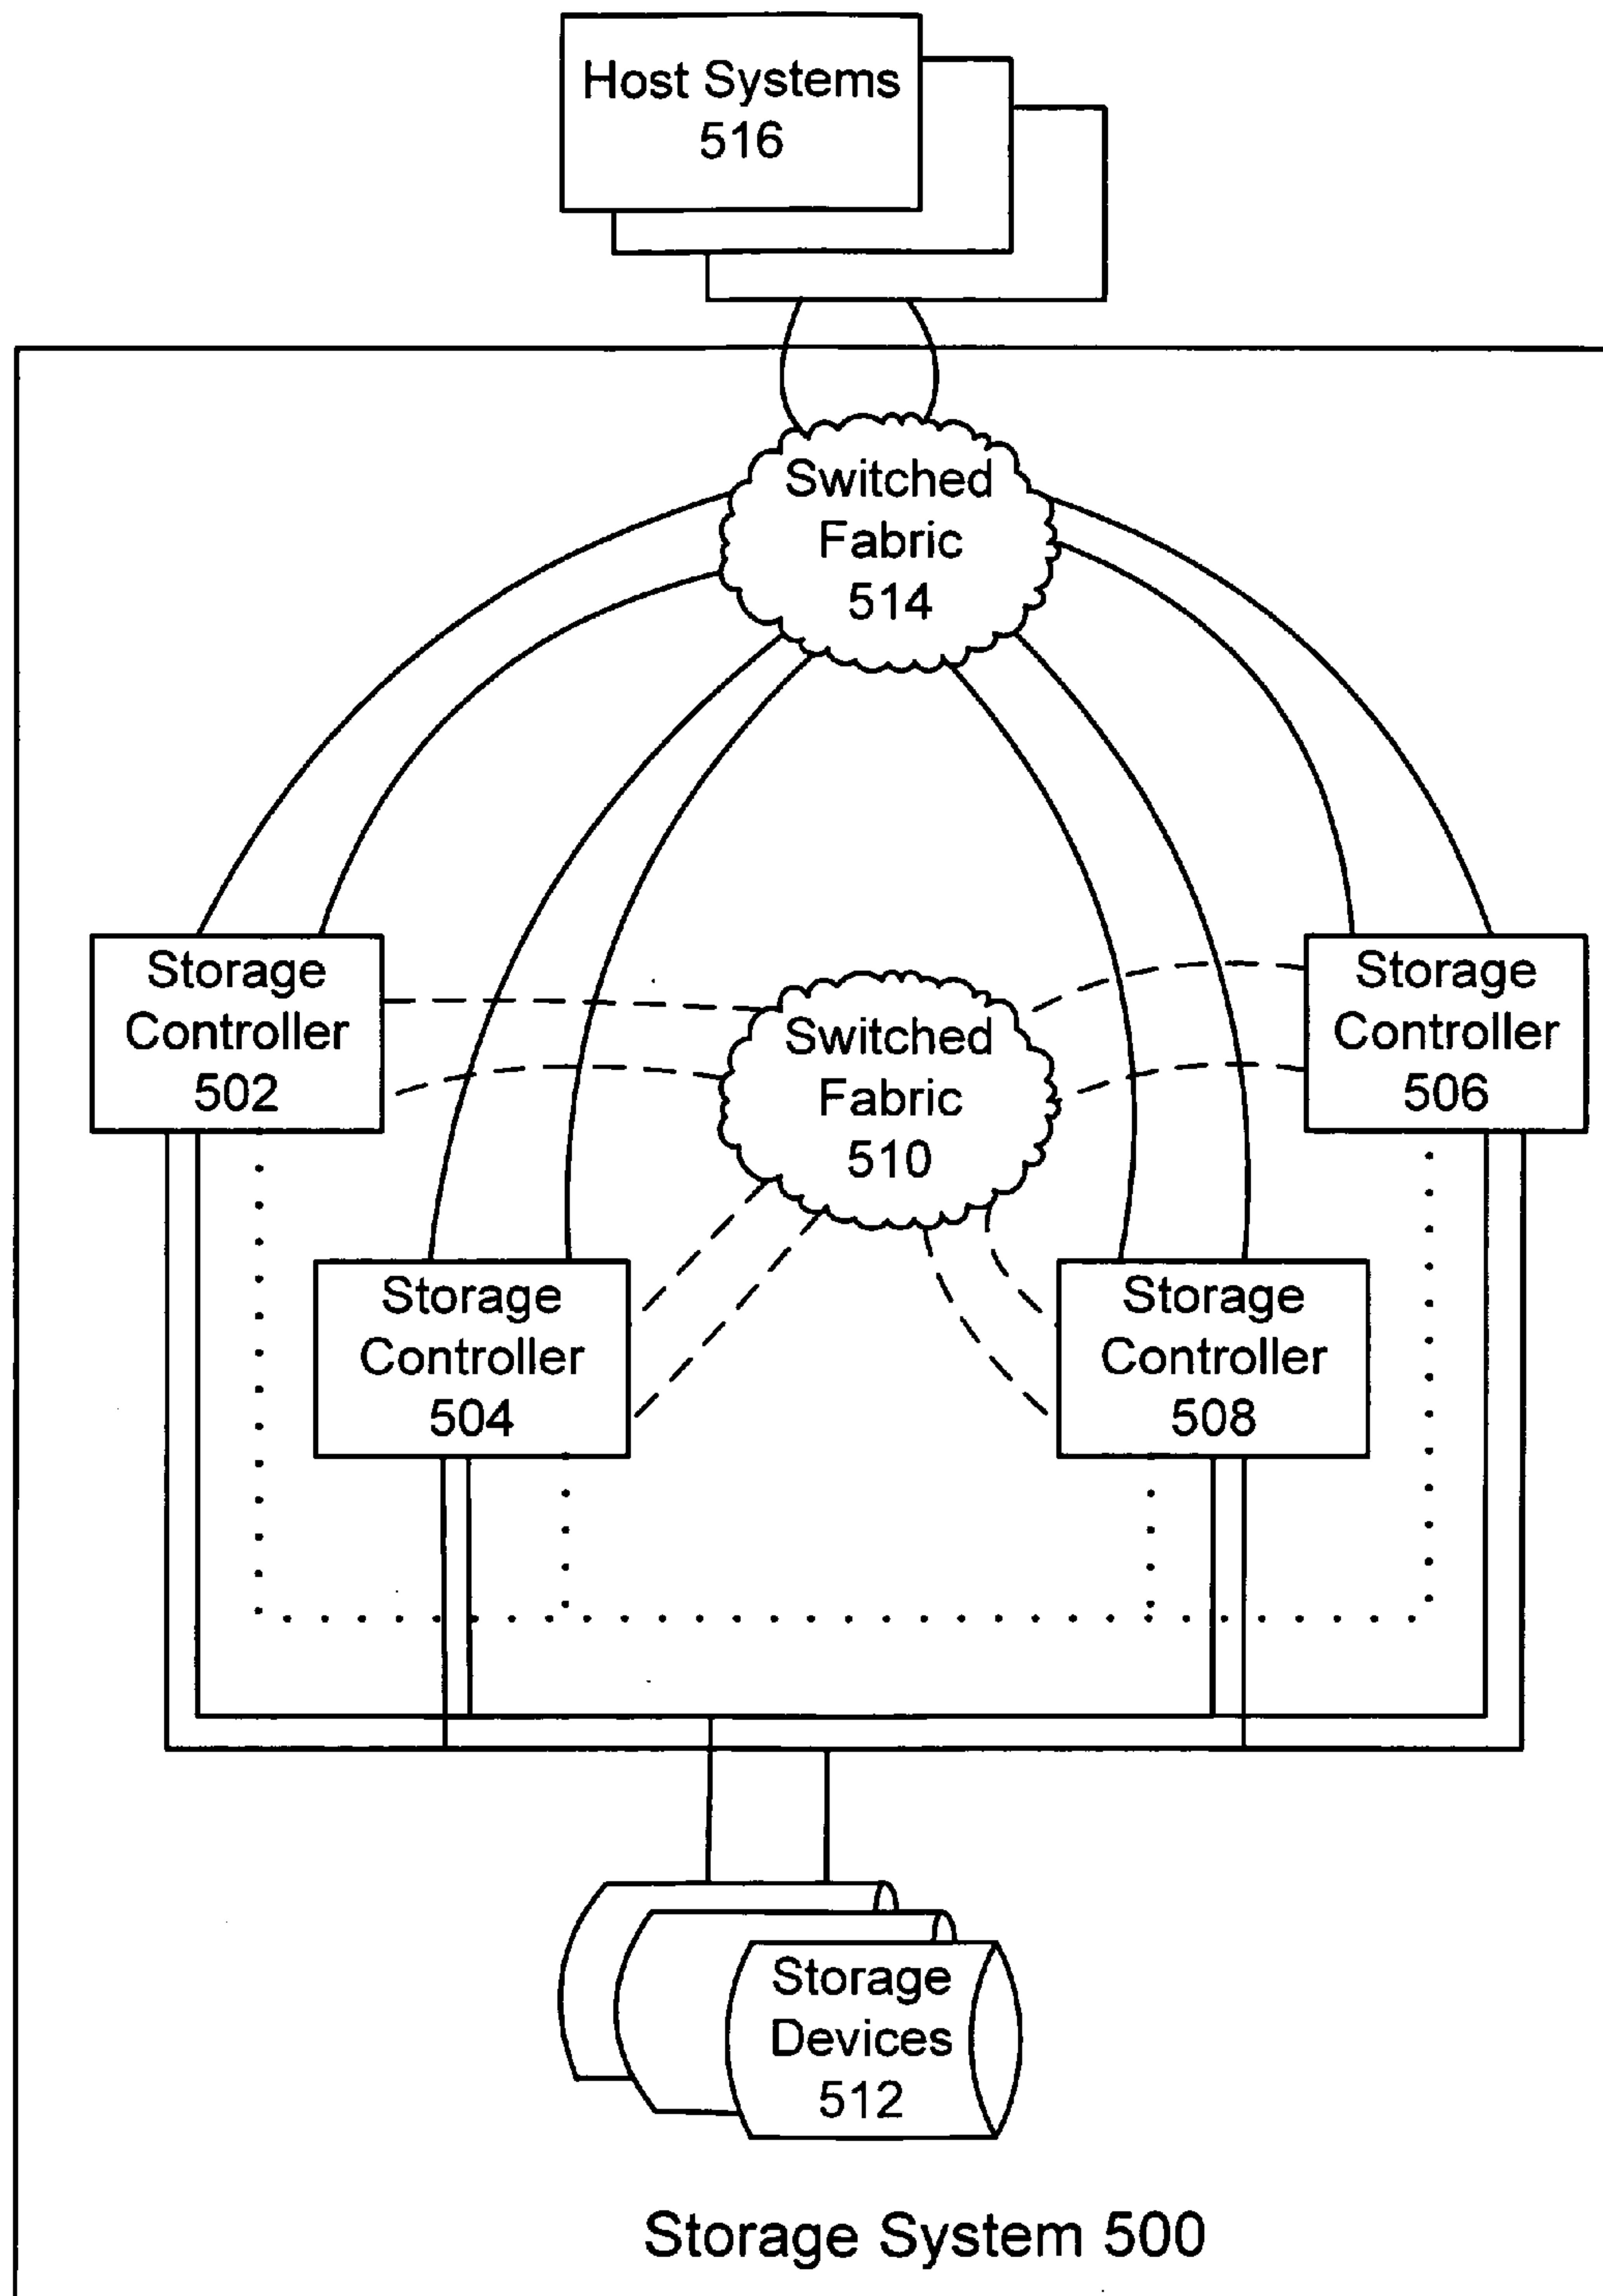 Host Systems
516
Switched
Fabric
514
Storage
Controller
502
Switched
Fabric
510
Storage
Controller
506
Storage
Controller
504
Storage
Controller
508
Storage
Devices
512
Storage System 500